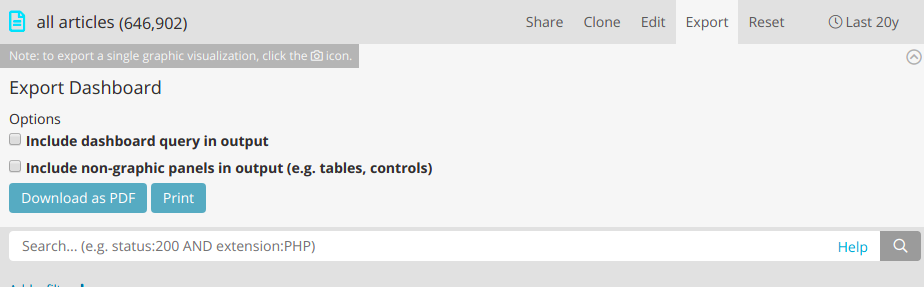 all articles (646,902) Share Clone Edit Export Reset Last 20y
Note: to export a single graphic visualization, click the icon.
Export Dashboard
Options
Include dashboard query in output
Include non-graphic panels in output (e.g. tables, controls)
Download as PDF Print
Search... (e.g. status:200 AND extension:PHP) Help